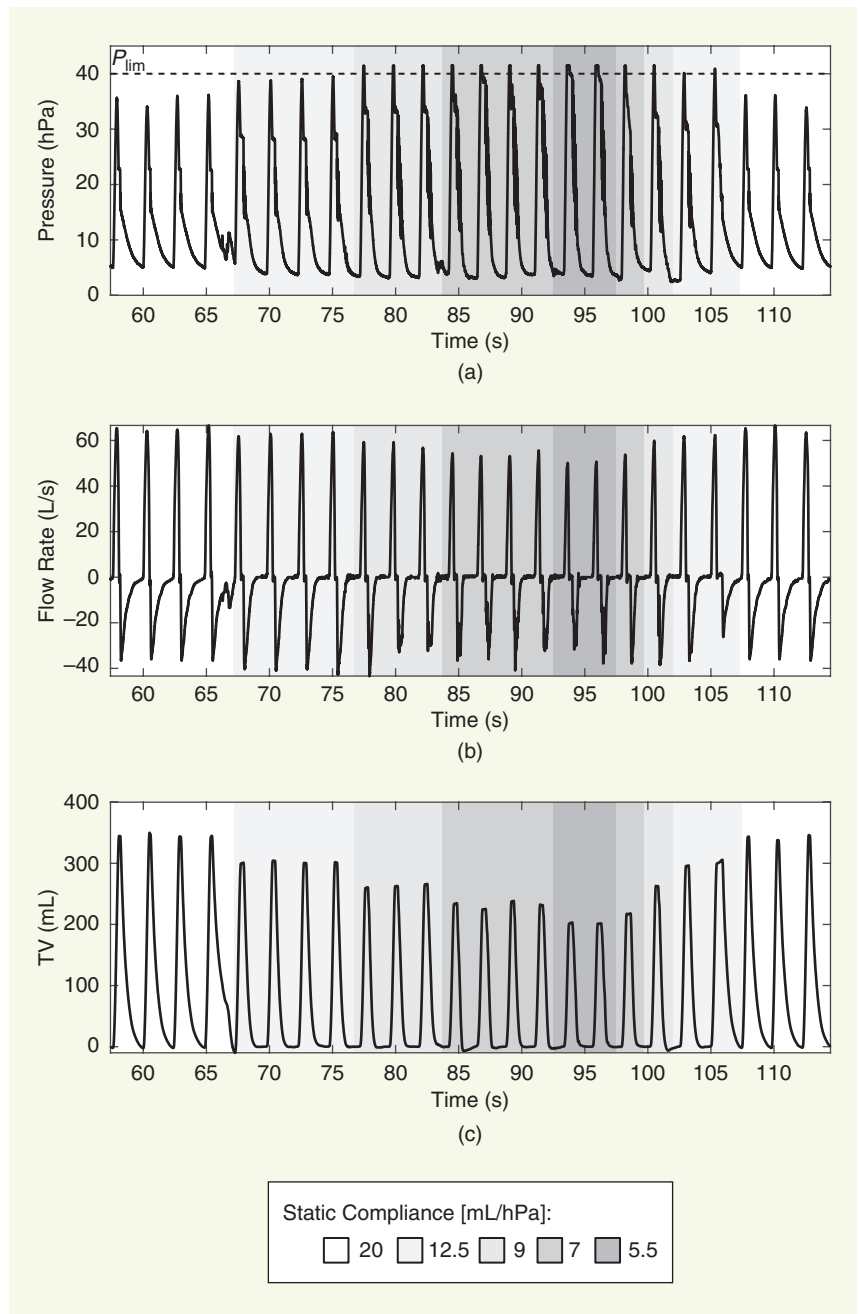 P_lim
40
30
20
10
0
Pressure (hPa)
60 65 70 75 80 85 90 95 100 105 110
Time (s)
(a)
60
40
20
0
–20
–40
Flow Rate (L/s)
60 65 70 75 80 85 90 95 100 105 110
Time (s)
(b)
400
300
200
100
0
TV (mL)
60 65 70 75 80 85 90 95 100 105 110
Time (s)
(c)
Static Compliance [mL/hPa]:
20 12.5 9 7 5.5